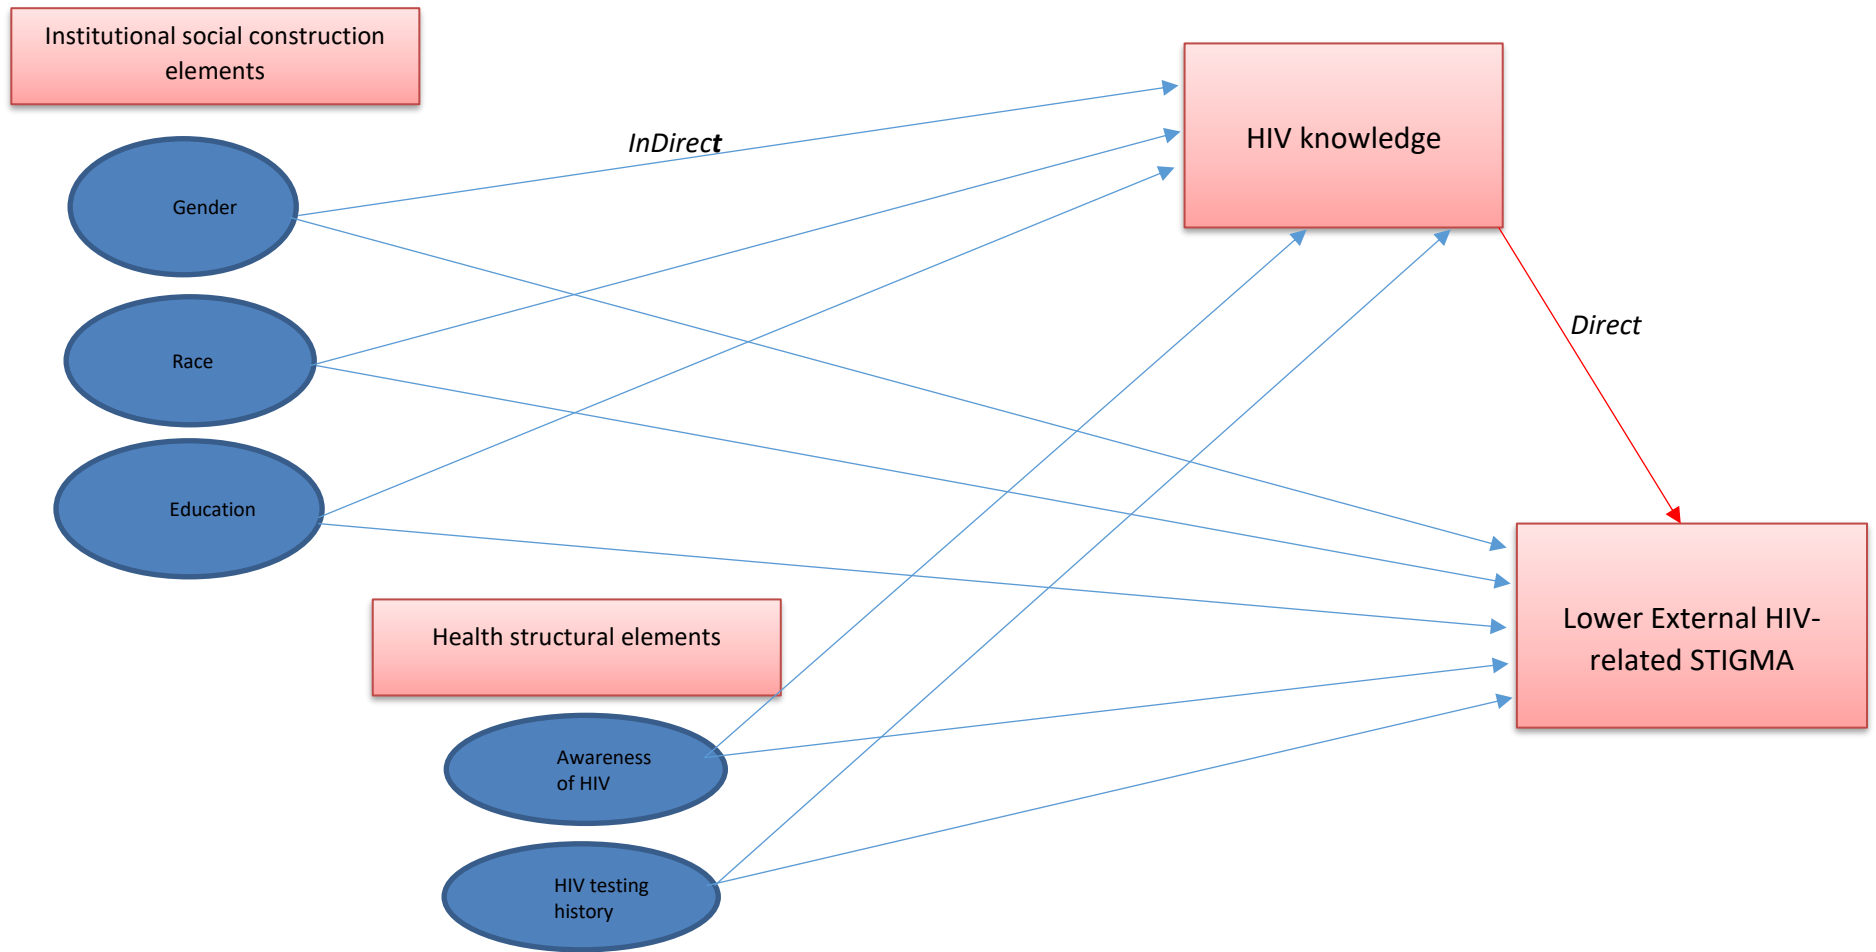 Institutional social construction
elements
HIV knowledge
InDirect
Gender
Direct
Race
Education
Lower External HIV-
related STIGMA
Health structural elements
Awareness
of HIV
HIV testing
history